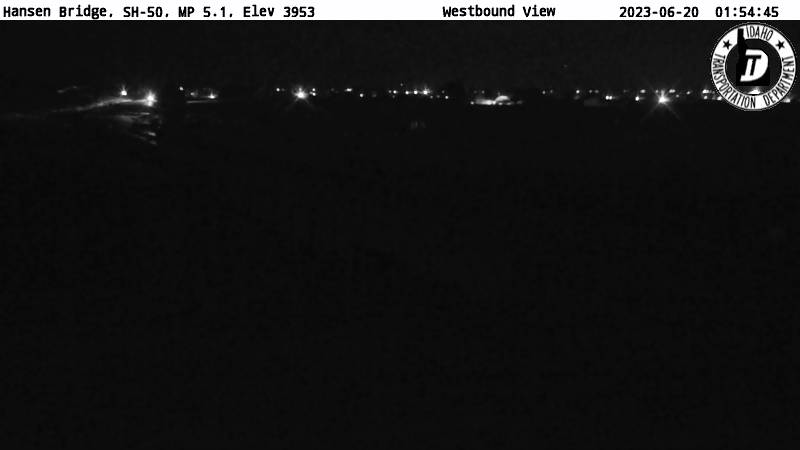 Hansen Bridge, SH-50, MP 5.1, Elev 3953 Westbound View 2023-06-20 01:54:45
IDAHO
TRANSPORTATION DEPARTMENT